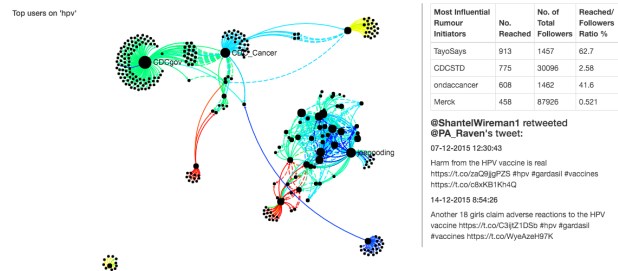 Top users on 'hpv'
CDCgov
CDC_Cancer
Most Influential Rumour Initiators | No. Reached | No. of Total Followers | Reached/Followers Ratio %
TayoSays | 913 | 1457 | 62.7
CDCSTD | 775 | 30096 | 2.58
ondaccancer | 608 | 1462 | 41.6
Merck | 458 | 87926 | 0.521
@ShantelWireman1 retweeted
@PA_Raven's tweet:
07-12-2015 12:30:43
Harm from the HPV vaccine is real
https://t.co/zaQ9jjgPZS #hpv #gardasil #vaccines
https://t.co/c8xKB1Kh4Q
14-12-2015 8:54:26
Another 18 girls claim adverse reactions to the HPV
vaccine https://t.co/C3ijtZ1DSb #hpv #gardasil
#vaccines https://t.co/WyeAzeH97K